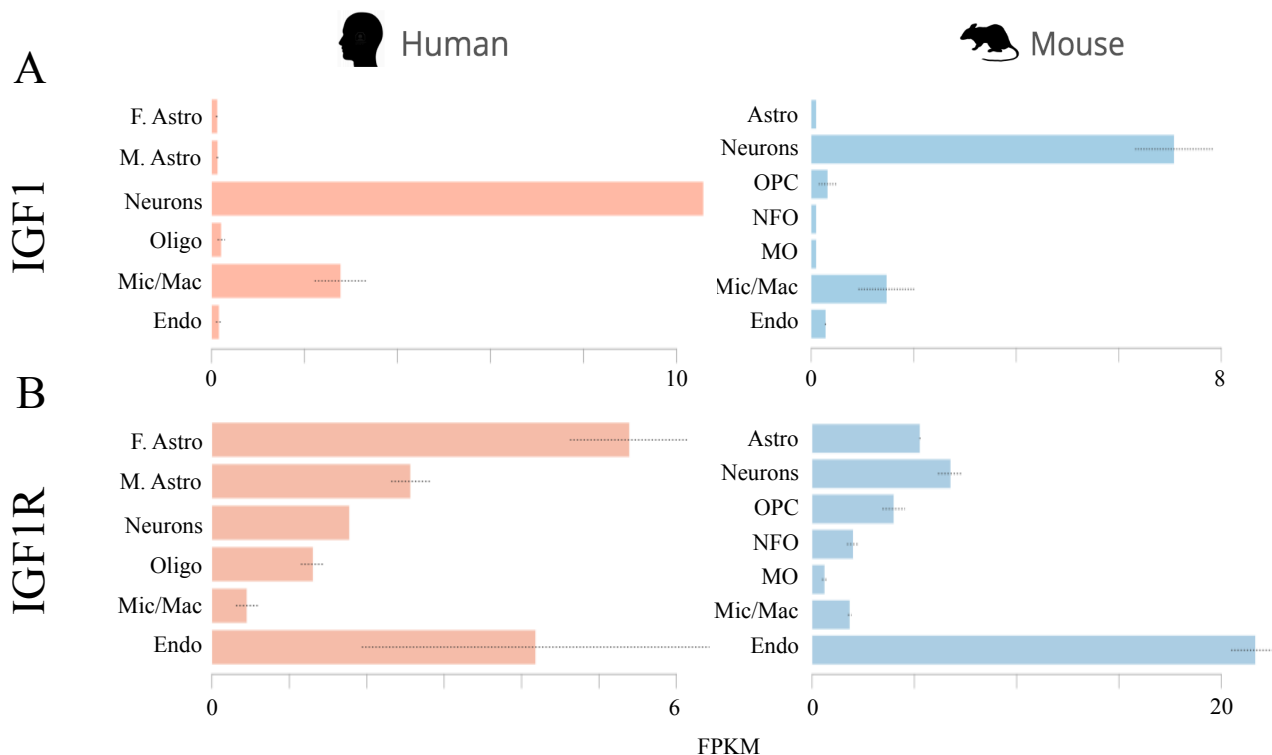 Human
Mouse
A
IGF1
F. Astro
M. Astro
Neurons
Oligo
Mic/Mac
Endo
0
10
Astro
Neurons
OPC
NFO
MO
Mic/Mac
Endo
0
8
B
IGF1R
F. Astro
M. Astro
Neurons
Oligo
Mic/Mac
Endo
0
6
Astro
Neurons
OPC
NFO
MO
Mic/Mac
Endo
0
20
FPKM